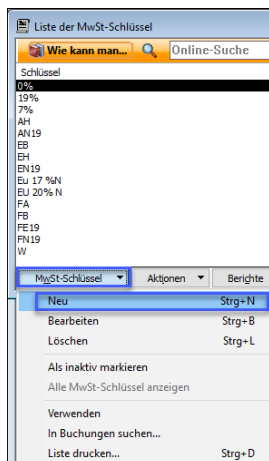 Liste der MwSt-Schlüssel
Wie kann man... Online-Suche
Schlüssel
0%
19%
7%
AH
AN19
EB
EH
EN19
Eu 17 %N
EU 20% N
FA
FB
FE19
FN19
W
MwSt-Schlüssel Aktionen Berichte
Neu Strg+N
Bearbeiten Strg+B
Löschen Strg+L
Als inaktiv markieren
Alle MwSt-Schlüssel anzeigen
Verwenden
In Buchungen suchen...
Liste drucken... Strg+D